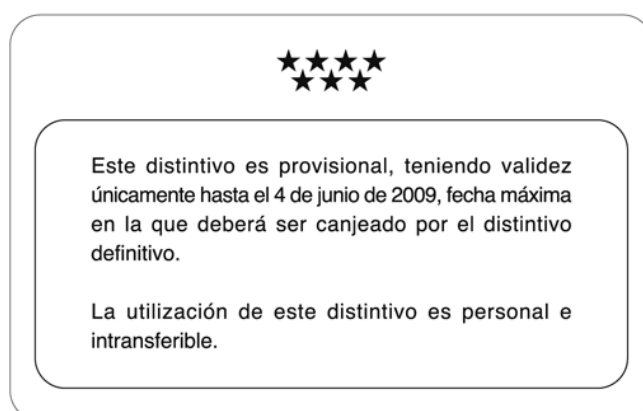 Este distintivo es provisional, teniendo validez
únicamente hasta el 4 de junio de 2009, fecha máxima
en la que deberá ser canjeado por el distintivo
definitivo.
La utilización de este distintivo es personal e
intransferible.